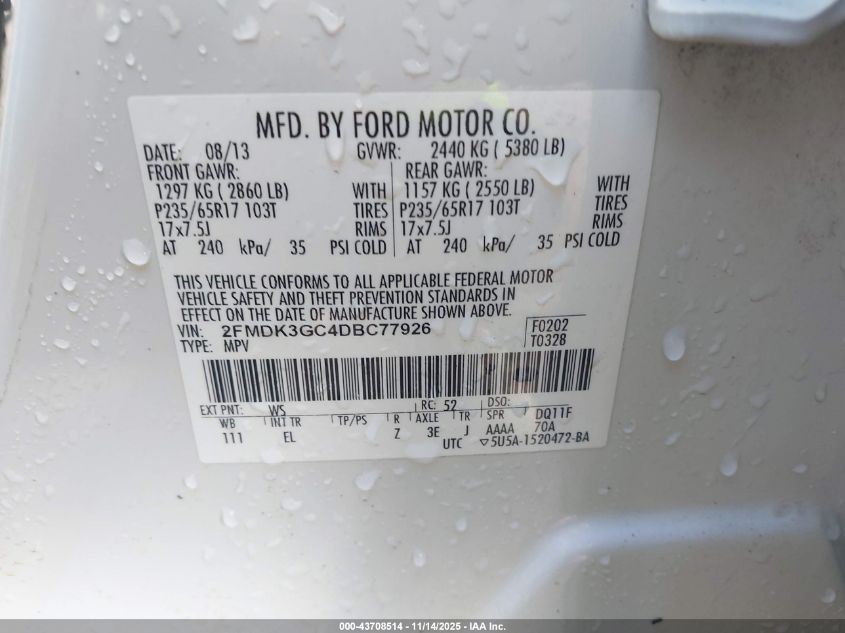 MFD. BY FORD MOTOR CO.
DATE: 08/13 GVWR: 2440 KG ( 5380 LB)
FRONT GAWR: REAR GAWR:
1297 KG ( 2860 LB) WITH 1157 KG ( 2550 LB) WITH
P235/65R17 103T TIRES P235/65R17 103T TIRES
17x7.5J RIMS 17x7.5J RIMS
AT 240 kPa/ 35 PSI COLD AT 240 kPa/ 35 PSI COLD
THIS VEHICLE CONFORMS TO ALL APPLICABLE FEDERAL MOTOR
VEHICLE SAFETY AND THEFT PREVENTION STANDARDS IN
EFFECT ON THE DATE OF MANUFACTURE SHOWN ABOVE.
VIN: 2FMDK3GC4DBC77926 F0202
TYPE: MPV T0328
EXT PNT: WS RC: 52 DSO:
WB INT TR TP/PS R AXLE TR SPR DQ11F
111 EL Z 3E J AAAA 70A
UTC ▽5U5A-1520472-BA
000-43708514 - 11/14/2025 - IAA Inc.